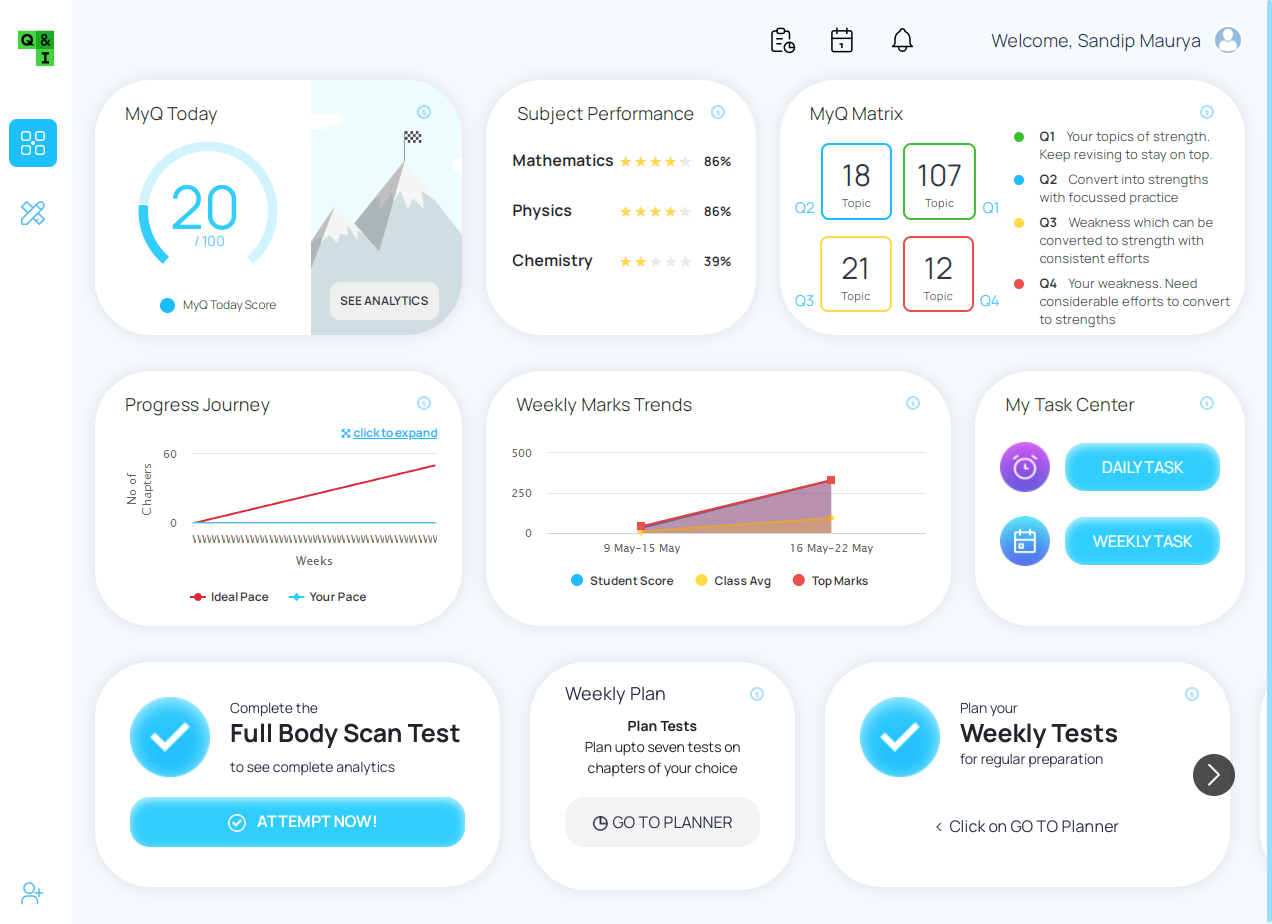 Q &
I
Welcome, Sandip Maurya
MyQ Today
20
/ 100
MyQ Today Score
SEE ANALYTICS
Subject Performance
Mathematics 86%
Physics 86%
Chemistry 39%
MyQ Matrix
Q2
18
Topic
107
Topic
Q1
Q3
21
Topic
12
Topic
Q4
Q1 Your topics of strength.
Keep revising to stay on top.
Q2 Convert into strengths
with focussed practice
Q3 Weakness which can be
converted to strength with
consistent efforts
Q4 Your weakness. Need
considerable efforts to convert
to strengths
Progress Journey
click to expand
No of
Chapters
60
0
Weeks
Ideal Pace Your Pace
Weekly Marks Trends
500
250
0
9 May-15 May 16 May-22 May
Student Score Class Avg Top Marks
My Task Center
DAILY TASK
WEEKLY TASK
Complete the
Full Body Scan Test
to see complete analytics
ATTEMPT NOW!
Weekly Plan
Plan Tests
Plan upto seven tests on
chapters of your choice
GO TO PLANNER
Plan your
Weekly Tests
for regular preparation
Click on GO TO Planner